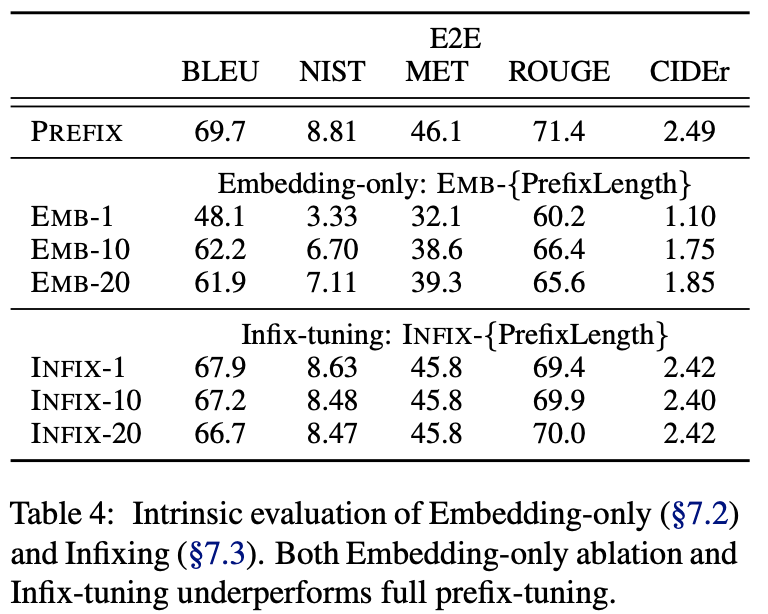 E2E
BLEU NIST MET ROUGE CIDEr
PREFIX 69.7 8.81 46.1 71.4 2.49
Embedding-only: EMB-{PrefixLength}
EMB-1 48.1 3.33 32.1 60.2 1.10
EMB-10 62.2 6.70 38.6 66.4 1.75
EMB-20 61.9 7.11 39.3 65.6 1.85
Infix-tuning: INFIX-{PrefixLength}
INFIX-1 67.9 8.63 45.8 69.4 2.42
INFIX-10 67.2 8.48 45.8 69.9 2.40
INFIX-20 66.7 8.47 45.8 70.0 2.42
Table 4: Intrinsic evaluation of Embedding-only (§7.2)
and Infixing (§7.3). Both Embedding-only ablation and
Infix-tuning underperforms full prefix-tuning.